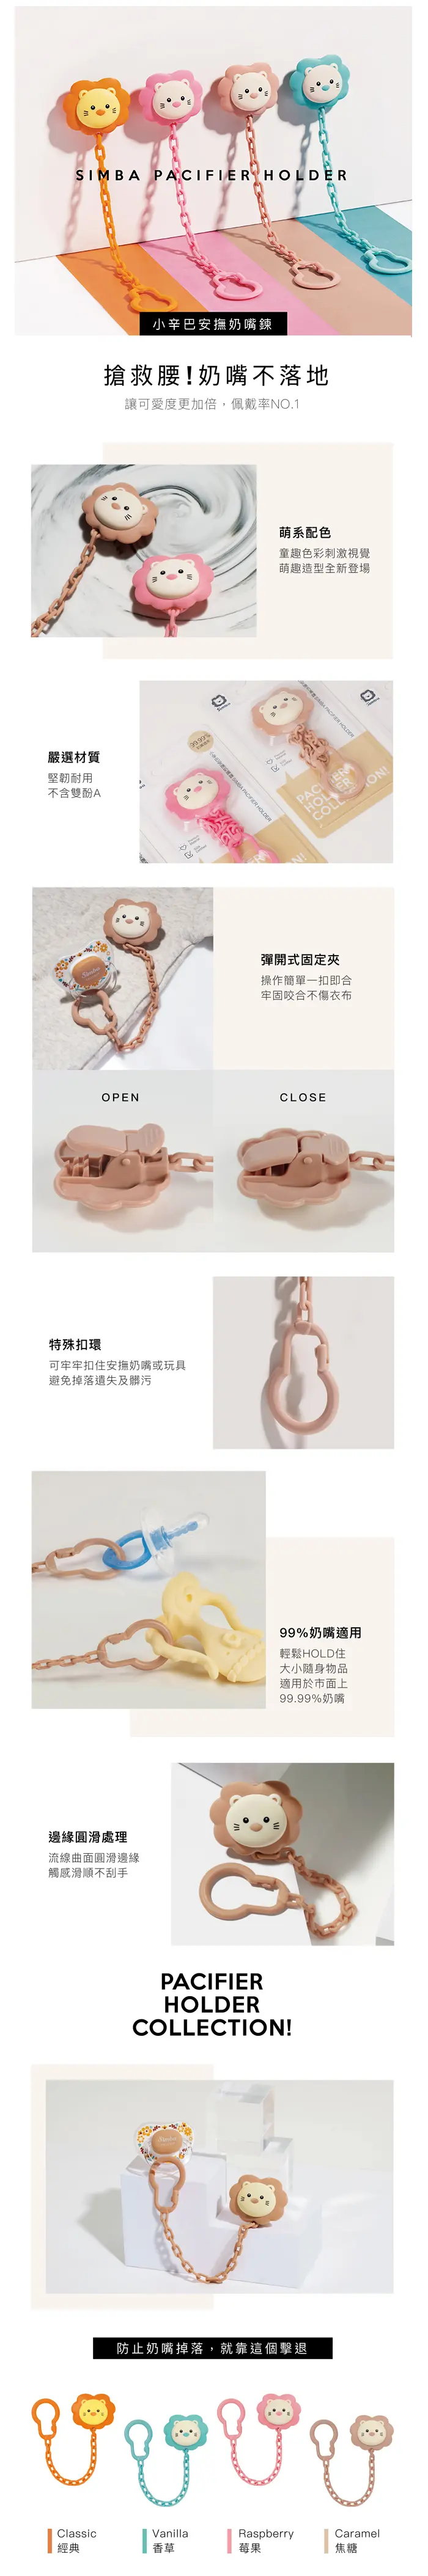 SIMBA PACIFIER HOLDER
小辛巴安撫奶嘴鍊
搶救腰!奶嘴不落地
讓可愛度更加倍，佩戴率NO.1
萌系配色
童趣色彩刺激視覺
萌趣造型全新登場
嚴選材質
堅韌耐用
不含雙酚A
PACIFIER
HOLDER
COLLECTION!
彈開式固定夾
操作簡單一扣即合
牢固咬合不傷衣布
OPEN
CLOSE
特殊扣環
可牢牢扣住安撫奶嘴或玩具
避免掉落遺失及髒污
99%奶嘴適用
輕鬆HOLD住
大小隨身物品
適用於市面上
99.99%奶嘴
邊緣圓滑處理
流線曲面圓滑邊緣
觸感滑順不刮手
PACIFIER
HOLDER
COLLECTION!
防止奶嘴掉落，就靠這個擊退
Classic
經典
Vanilla
香草
Raspberry
莓果
Caramel
焦糖